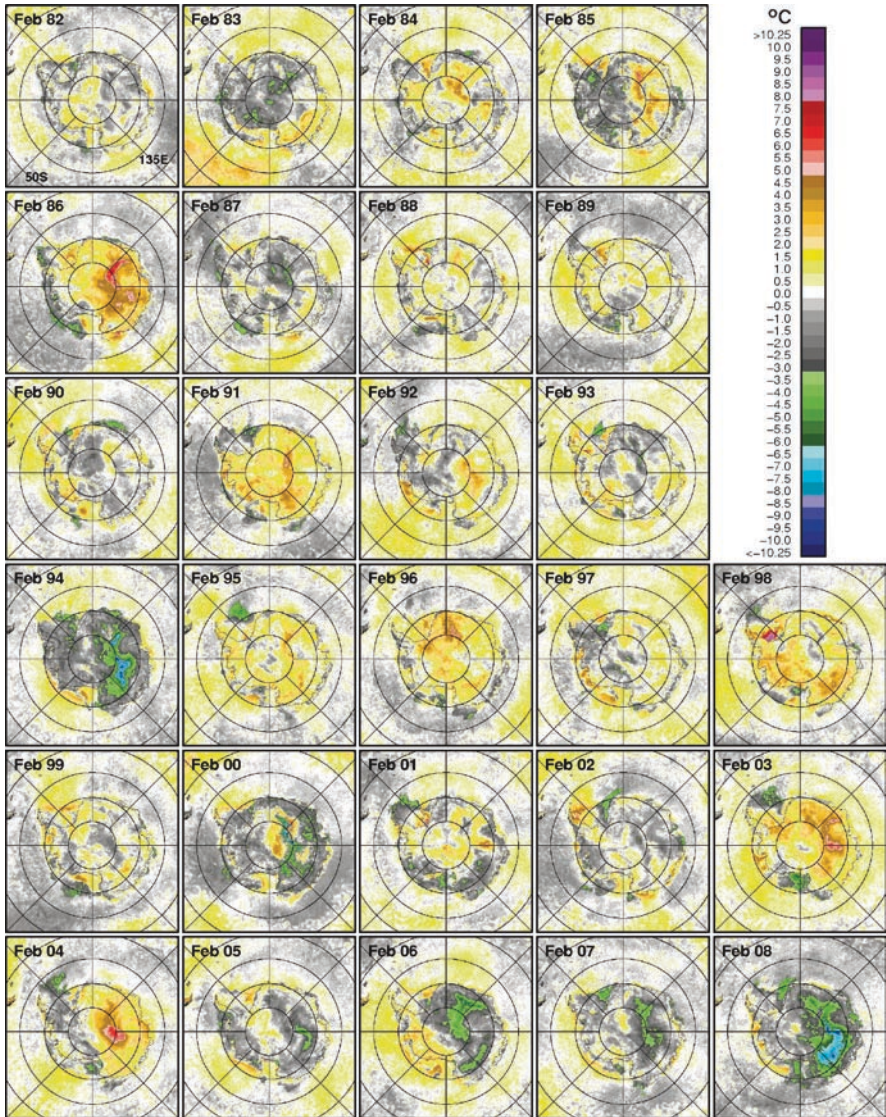 Feb 82
Feb 83
Feb 84
Feb 85
135E
50S
Feb 86
Feb 87
Feb 88
Feb 89
Feb 90
Feb 91
Feb 92
Feb 93
Feb 94
Feb 95
Feb 96
Feb 97
Feb 98
Feb 99
Feb 00
Feb 01
Feb 02
Feb 03
Feb 04
Feb 05
Feb 06
Feb 07
Feb 08
°C
>10.25
10.0
9.5
9.0
8.5
8.0
7.5
7.0
6.5
6.0
5.5
5.0
4.5
4.0
3.5
3.0
2.5
2.0
1.5
1.0
0.5
0.0
−0.5
−1.0
−1.5
−2.0
−2.5
−3.0
−3.5
−4.0
−4.5
−5.0
−5.5
−6.0
−6.5
−7.0
−7.5
−8.0
−8.5
−9.0
−9.5
−10.0
<−10.25